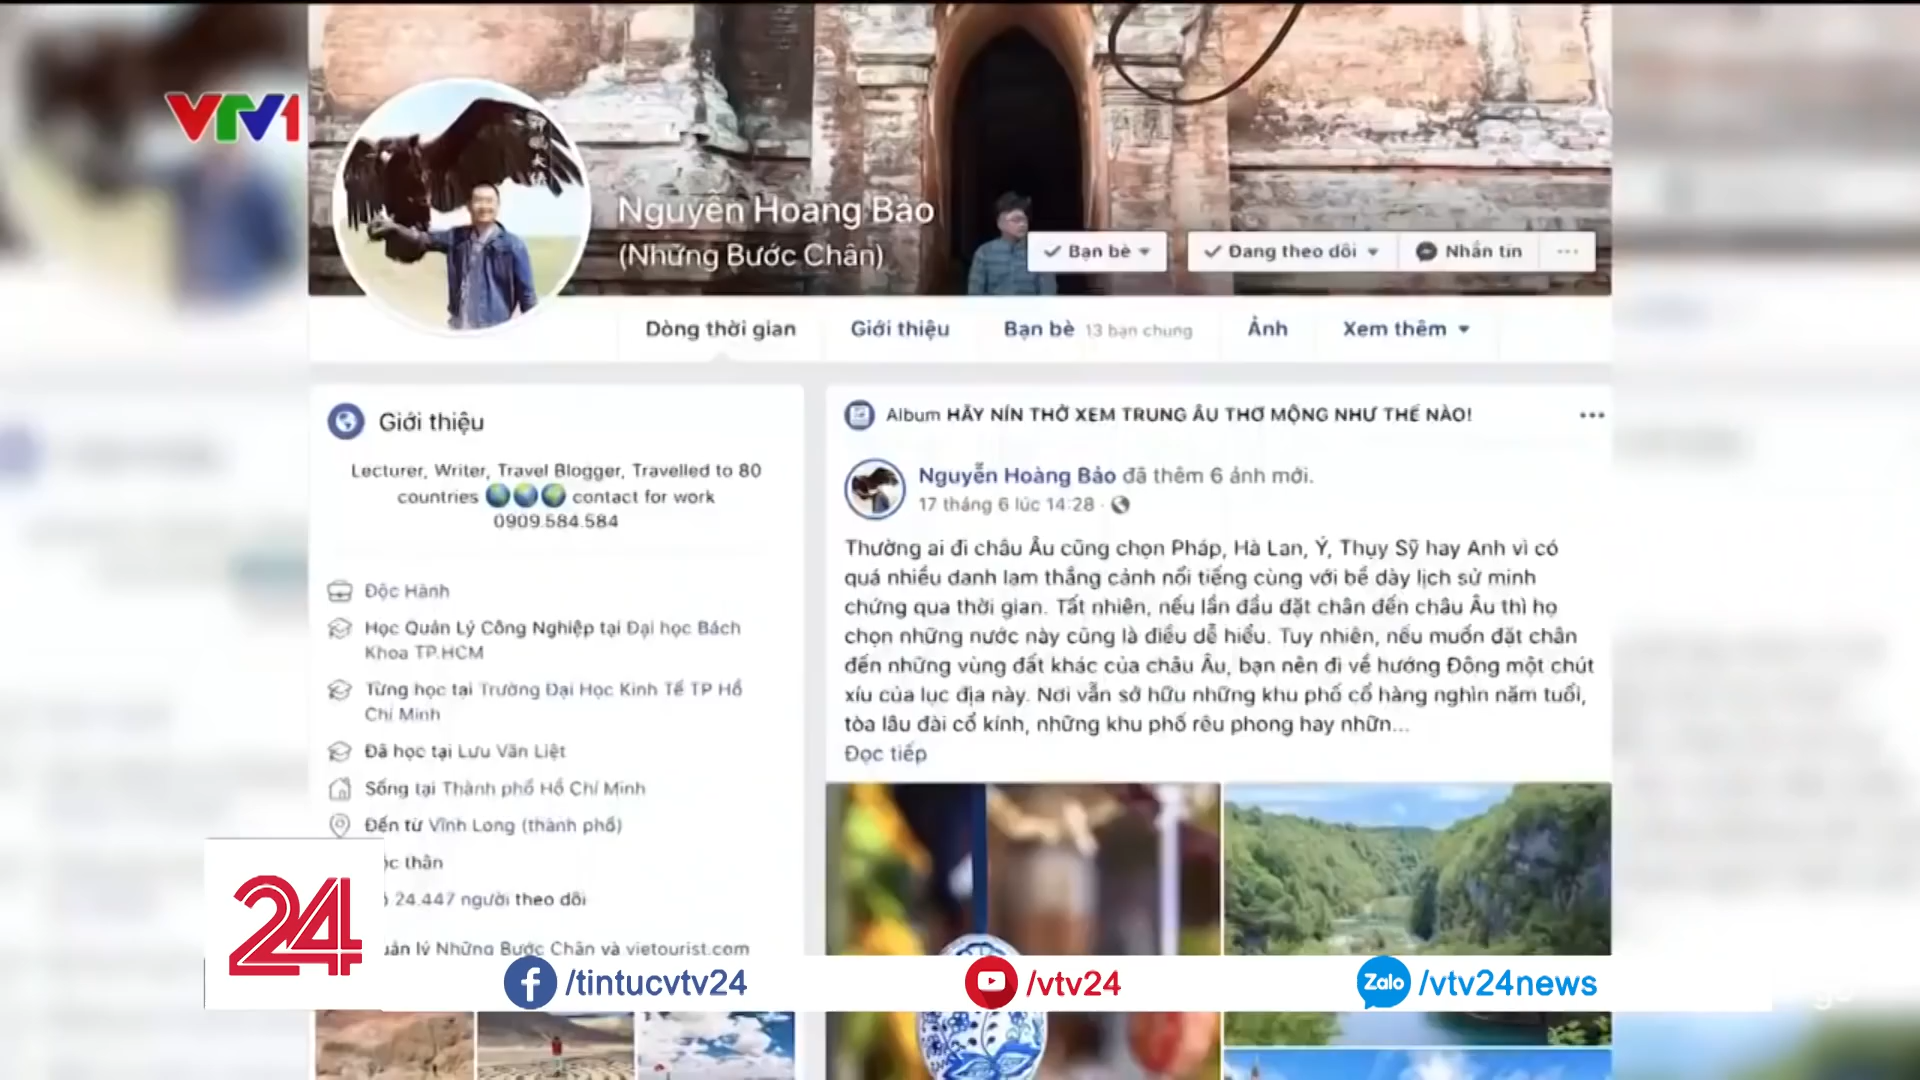 VTV1
Nguyễn Hoàng Bảo
(Những Bước Chân)
Bạn bè
Đang theo dõi
Nhắn tin
Dòng thời gian
Giới thiệu
Bạn bè 13 bạn chung
Ảnh
Xem thêm
Giới thiệu
Lecturer, Writer, Travel Blogger, Travelled to 80
countries contact for work
0909.584.584
Độc Hành
Học Quản Lý Công Nghiệp tại Đại học Bách
Khoa TP.HCM
Từng học tại Trường Đại Học Kinh Tế TP Hồ
Chí Minh
Đã học tại Lưu Văn Liệt
Sống tại Thành phố Hồ Chí Minh
Đến từ Vĩnh Long (thành phố)
thân
24.447 người theo dõi
Những Bước Chân và vietourist.com
Album HÃY NÍN THỞ XEM TRUNG ÂU THƠ MỘNG NHƯ THẾ NÀO!
Nguyễn Hoàng Bảo đã thêm 6 ảnh mới.
17 tháng 6 lúc 14:28
Thường ai đi châu Âu cũng chọn Pháp, Hà Lan, Ý, Thụy Sỹ hay Anh vì có
quá nhiều danh lam thắng cảnh nổi tiếng cùng với bề dày lịch sử minh
chứng qua thời gian. Tất nhiên, nếu lần đầu đặt chân đến châu Âu thì họ
chọn những nước này cũng là điều dễ hiểu. Tuy nhiên, nếu muốn đặt chân
đến những vùng đất khác của châu Âu, bạn nên đi về hướng Đông một chút
xíu của lục địa này. Nơi vẫn sở hữu những khu phố cổ hàng nghìn năm tuổi,
tòa lâu đài cổ kính, những khu phố rêu phong hay nhữn...
Đọc tiếp
24
/tintucvtv24
/vtv24
Zalo /vtv24news